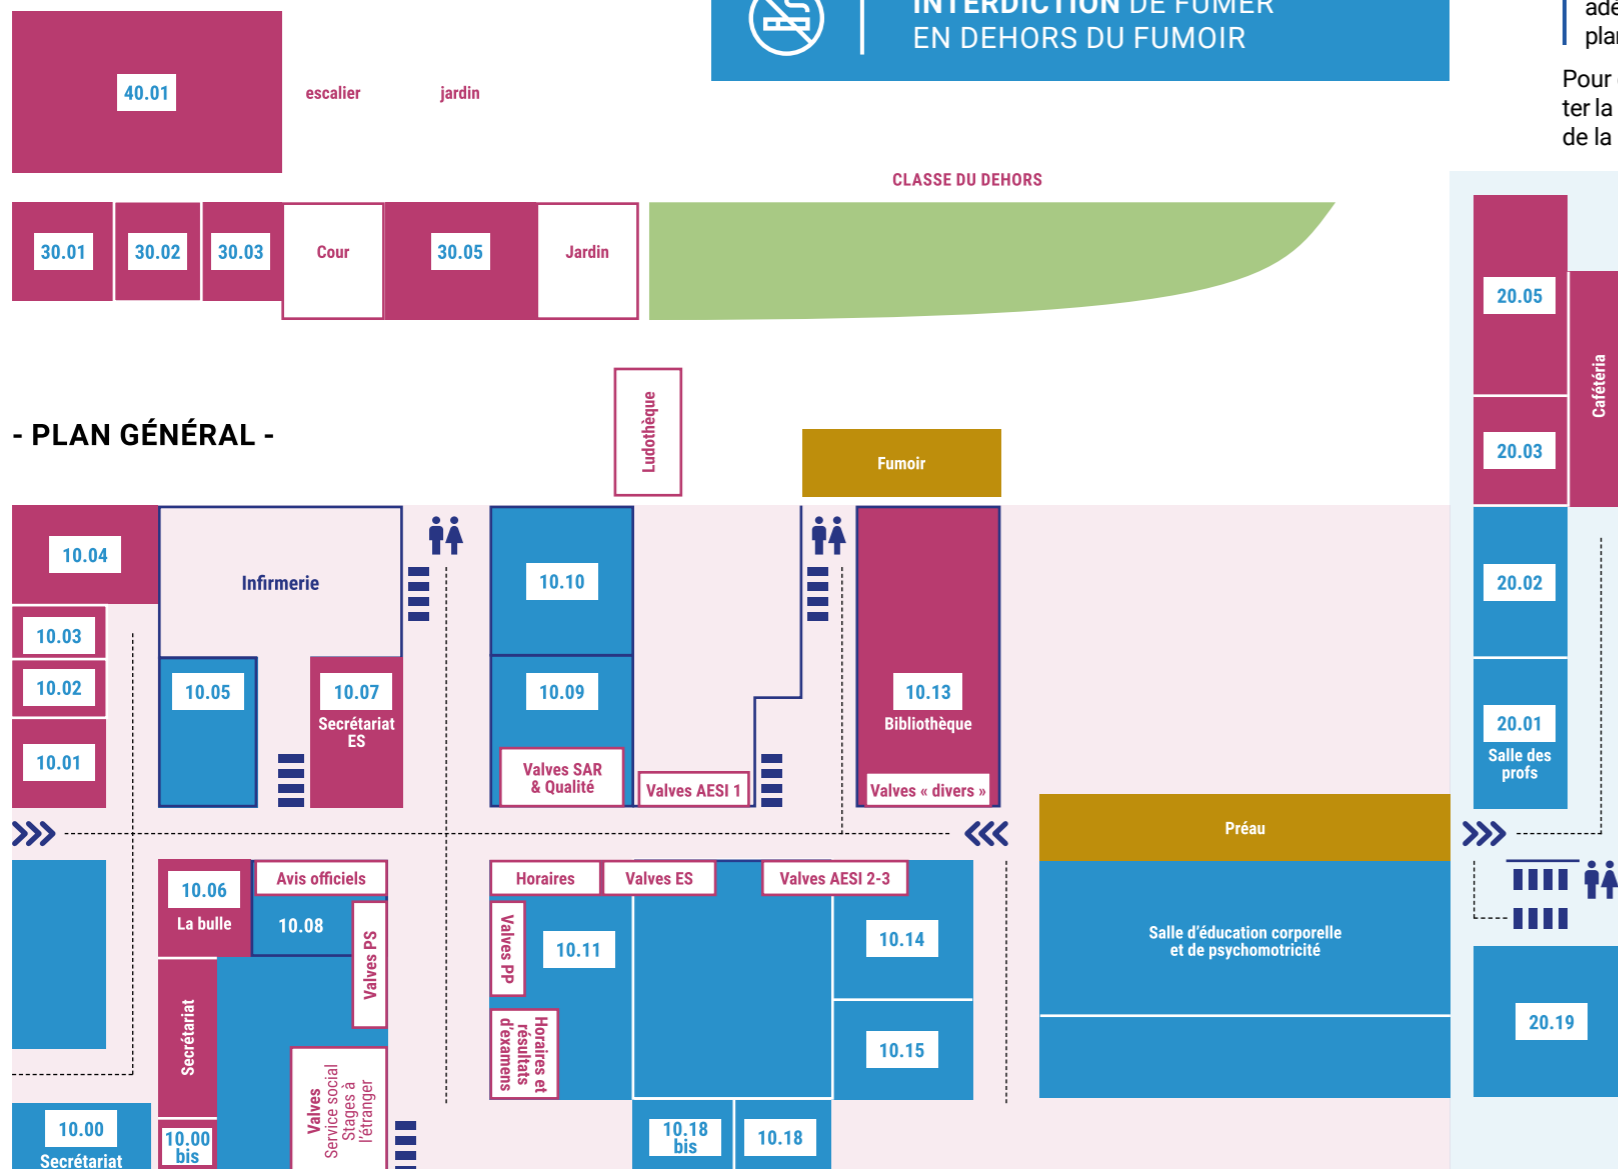 INTERDICTION DE FUMER
EN DEHORS DU FUMOIR
plan
Pour
ter la
de la
40.01
escalier
jardin
CLASSE DU DEHORS
30.01
30.02
30.03
Cour
30.05
Jardin
20.05
Cafétéria
20.03
- PLAN GÉNÉRAL -
Ludothèque
Fumoir
10.04
Infirmerie
10.10
20.02
10.03
10.02
10.01
10.05
10.07
Secrétariat
ES
10.09
Valves SAR
& Qualité
Valves AESI 1
10.13
Bibliothèque
Valves « divers »
20.01
Salle des
profs
Préau
10.06
La bulle
Avis officiels
10.08
Valves PS
Horaires
Valves ES
Valves AESI 2-3
Valves PP
10.11
10.14
Salle d'éducation corporelle
et de psychomotricité
Secrétariat
Horaires et
résultats
d'examens
10.15
20.19
Valves
Service social
Stages à
l'étranger
10.00
Secrétariat
10.00
bis
10.18
bis
10.18